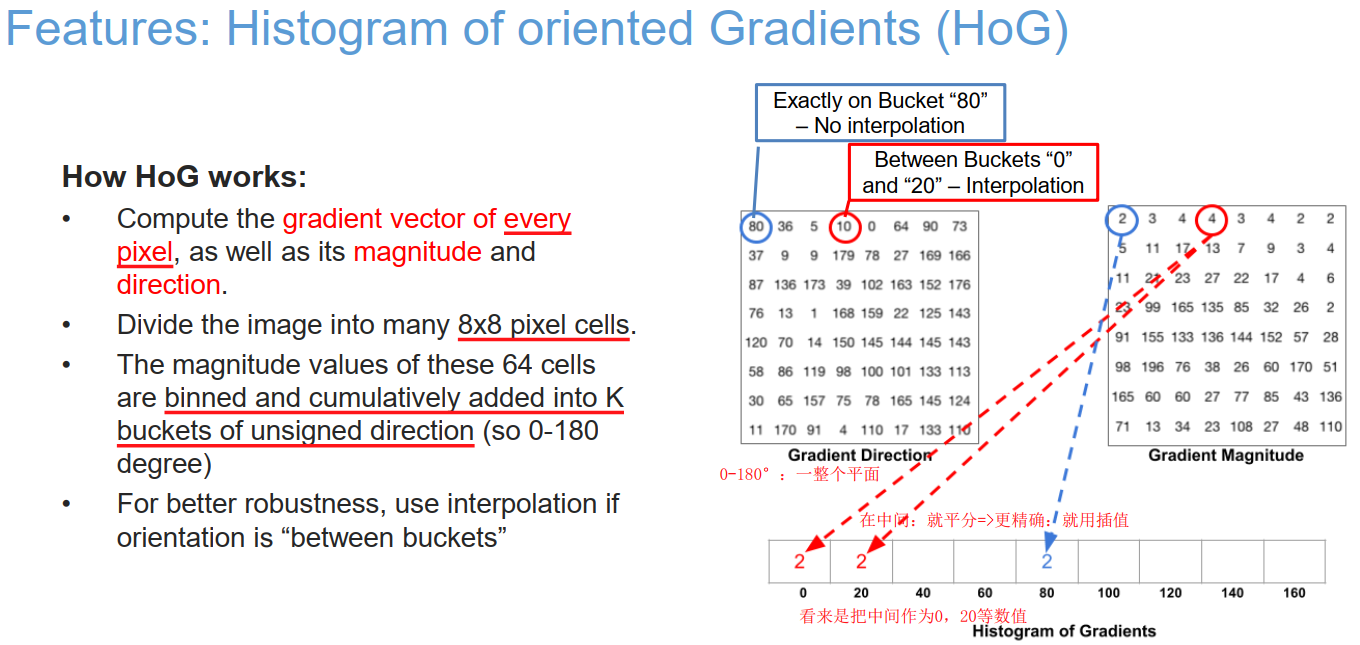 Features: Histogram of oriented Gradients (HoG)
Exactly on Bucket “80”
– No interpolation
Between Buckets “0”
and “20” – Interpolation
How HoG works:
• Compute the gradient vector of every
pixel, as well as its magnitude and
direction.
• Divide the image into many 8x8 pixel cells.
• The magnitude values of these 64 cells
are binned and cumulatively added into K
buckets of unsigned direction (so 0-180
degree)
• For better robustness, use interpolation if
orientation is “between buckets”
80 36 5 10 0 64 90 73
37 9 9 179 78 27 169 166
87 136 173 39 102 163 152 176
76 13 1 168 159 22 125 143
120 70 14 150 145 144 145 143
58 86 119 98 100 101 133 113
30 65 157 75 78 165 145 124
11 170 91 4 110 17 133 110
Gradient Direction
2 3 4 4 3 4 2 2
5 11 17 13 7 9 3 4
11 21 23 27 22 17 4 6
23 99 165 135 85 32 26 2
91 155 133 136 144 152 57 28
98 196 76 38 26 60 170 51
165 60 60 27 77 85 43 136
71 13 34 23 108 27 48 110
Gradient Magnitude
0-180°：一整个平面
在中间：就平分=>更精确：就用插值
2 2 2
0 20 40 60 80 100 120 140 160
看来是把中间作为0，20等数值
Histogram of Gradients